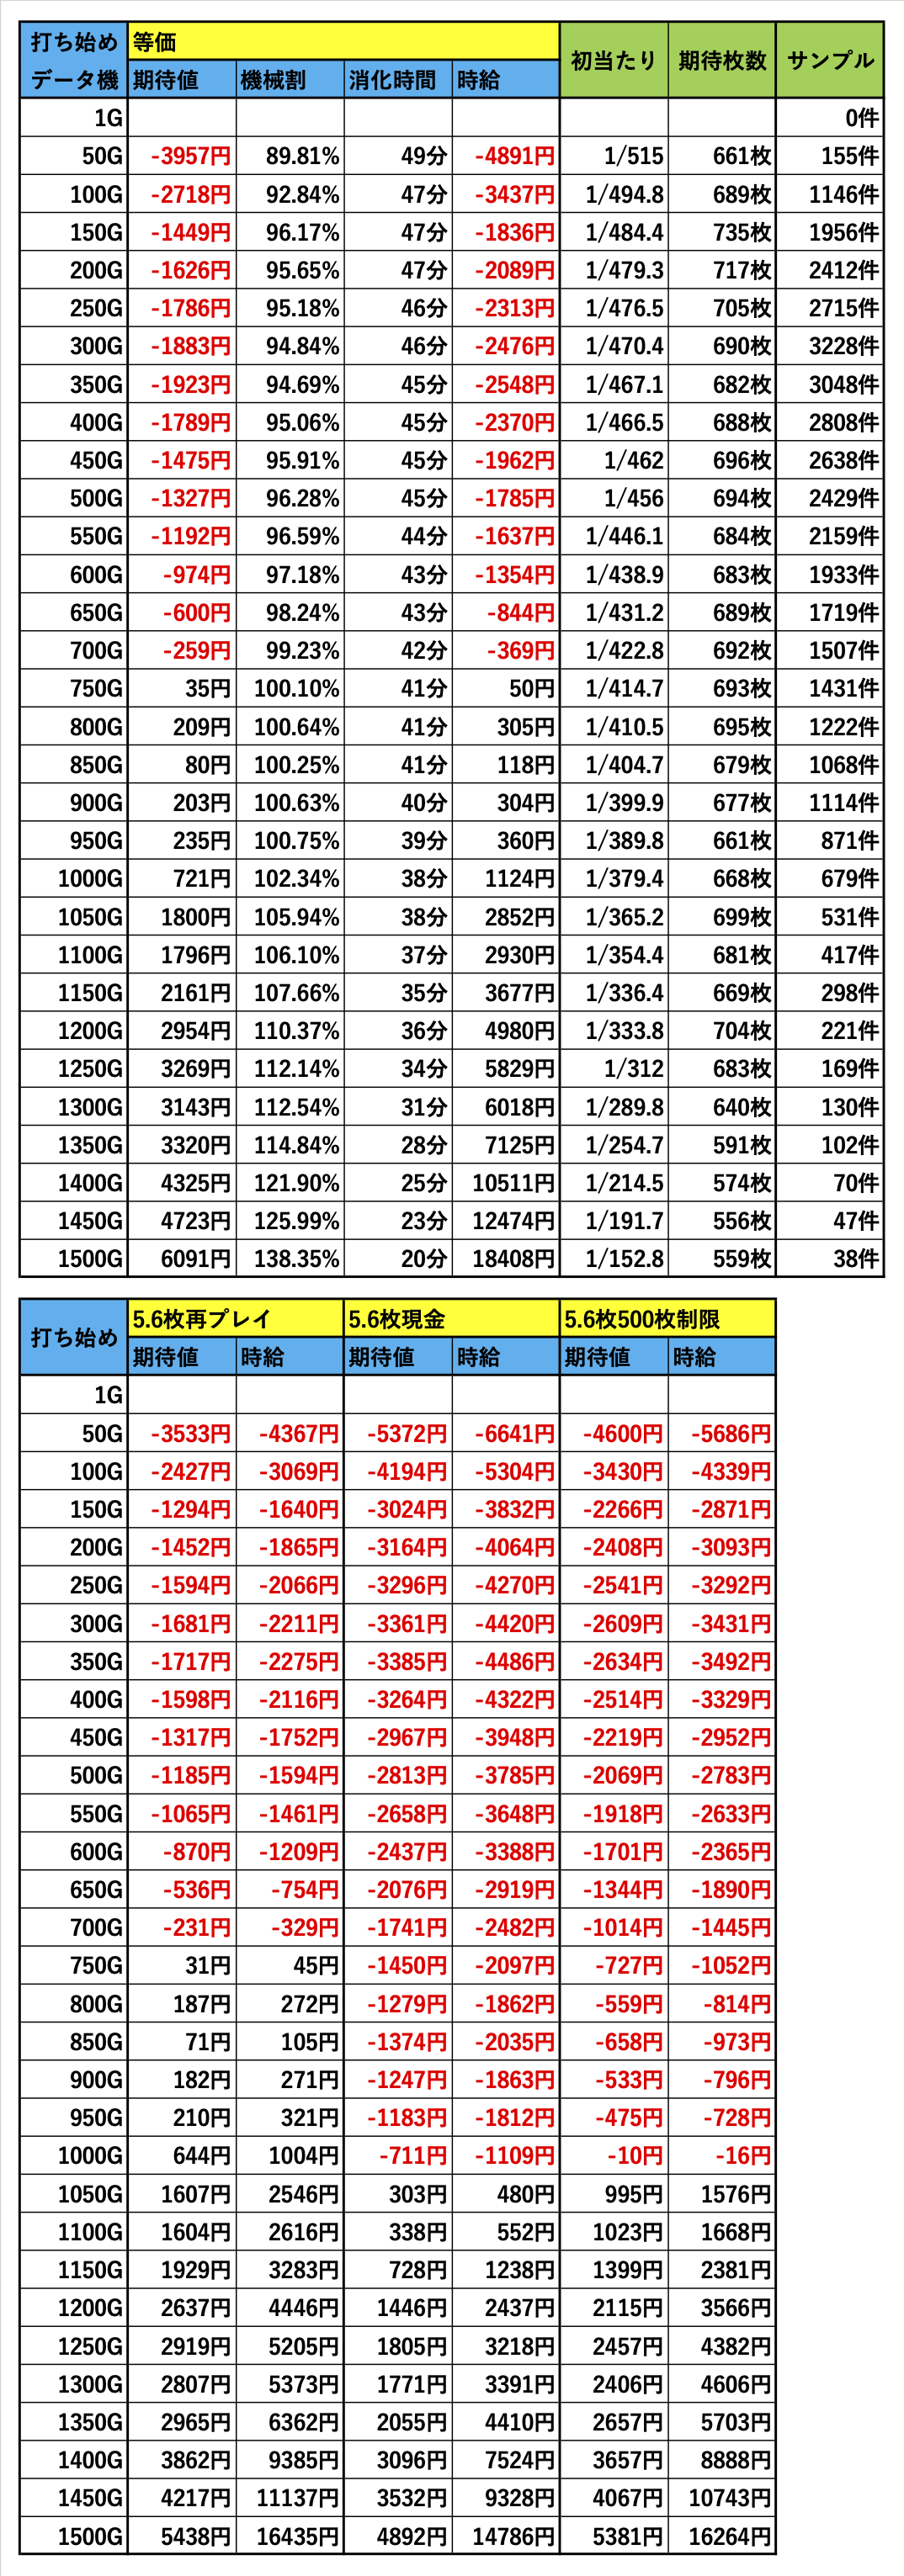 打ち始め 等価 初当たり 期待枚数 サンプル
データ機 期待値 機械割 消化時間 時給
1G 0件
50G -3957円 89.81% 49分 -4891円 1/515 661枚 155件
100G -2718円 92.84% 47分 -3437円 1/494.8 689枚 1146件
150G -1449円 96.17% 47分 -1836円 1/484.4 735枚 1956件
200G -1626円 95.65% 47分 -2089円 1/479.3 717枚 2412件
250G -1786円 95.18% 46分 -2313円 1/476.5 705枚 2715件
300G -1883円 94.84% 46分 -2476円 1/470.4 690枚 3228件
350G -1923円 94.69% 45分 -2548円 1/467.1 682枚 3048件
400G -1789円 95.06% 45分 -2370円 1/466.5 688枚 2808件
450G -1475円 95.91% 45分 -1962円 1/462 696枚 2638件
500G -1327円 96.28% 45分 -1785円 1/456 694枚 2429件
550G -1192円 96.59% 44分 -1637円 1/446.1 684枚 2159件
600G -974円 97.18% 43分 -1354円 1/438.9 683枚 1933件
650G -600円 98.24% 43分 -844円 1/431.2 689枚 1719件
700G -259円 99.23% 42分 -369円 1/422.8 692枚 1507件
750G 35円 100.10% 41分 50円 1/414.7 693枚 1431件
800G 209円 100.64% 41分 305円 1/410.5 695枚 1222件
850G 80円 100.25% 41分 118円 1/404.7 679枚 1068件
900G 203円 100.63% 40分 304円 1/399.9 677枚 1114件
950G 235円 100.75% 39分 360円 1/389.8 661枚 871件
1000G 721円 102.34% 38分 1124円 1/379.4 668枚 679件
1050G 1800円 105.94% 38分 2852円 1/365.2 699枚 531件
1100G 1796円 106.10% 37分 2930円 1/354.4 681枚 417件
1150G 2161円 107.66% 35分 3677円 1/336.4 669枚 298件
1200G 2954円 110.37% 36分 4980円 1/333.8 704枚 221件
1250G 3269円 112.14% 34分 5829円 1/312 683枚 169件
1300G 3143円 112.54% 31分 6018円 1/289.8 640枚 130件
1350G 3320円 114.84% 28分 7125円 1/254.7 591枚 102件
1400G 4325円 121.90% 25分 10511円 1/214.5 574枚 70件
1450G 4723円 125.99% 23分 12474円 1/191.7 556枚 47件
1500G 6091円 138.35% 20分 18408円 1/152.8 559枚 38件
打ち始め 5.6枚再プレイ 5.6枚現金 5.6枚500枚制限
期待値 時給 期待値 時給 期待値 時給
1G
50G -3533円 -4367円 -5372円 -6641円 -4600円 -5686円
100G -2427円 -3069円 -4194円 -5304円 -3430円 -4339円
150G -1294円 -1640円 -3024円 -3832円 -2266円 -2871円
200G -1452円 -1865円 -3164円 -4064円 -2408円 -3093円
250G -1594円 -2066円 -3296円 -4270円 -2541円 -3292円
300G -1681円 -2211円 -3361円 -4420円 -2609円 -3431円
350G -1717円 -2275円 -3385円 -4486円 -2634円 -3492円
400G -1598円 -2116円 -3264円 -4322円 -2514円 -3329円
450G -1317円 -1752円 -2967円 -3948円 -2219円 -2952円
500G -1185円 -1594円 -2813円 -3785円 -2069円 -2783円
550G -1065円 -1461円 -2658円 -3648円 -1918円 -2633円
600G -870円 -1209円 -2437円 -3388円 -1701円 -2365円
650G -536円 -754円 -2076円 -2919円 -1344円 -1890円
700G -231円 -329円 -1741円 -2482円 -1014円 -1445円
750G 31円 45円 -1450円 -2097円 -727円 -1052円
800G 187円 272円 -1279円 -1862円 -559円 -814円
850G 71円 105円 -1374円 -2035円 -658円 -973円
900G 182円 271円 -1247円 -1863円 -533円 -796円
950G 210円 321円 -1183円 -1812円 -475円 -728円
1000G 644円 1004円 -711円 -1109円 -10円 -16円
1050G 1607円 2546円 303円 480円 995円 1576円
1100G 1604円 2616円 338円 552円 1023円 1668円
1150G 1929円 3283円 728円 1238円 1399円 2381円
1200G 2637円 4446円 1446円 2437円 2115円 3566円
1250G 2919円 5205円 1805円 3218円 2457円 4382円
1300G 2807円 5373円 1771円 3391円 2406円 4606円
1350G 2965円 6362円 2055円 4410円 2657円 5703円
1400G 3862円 9385円 3096円 7524円 3657円 8888円
1450G 4217円 11137円 3532円 9328円 4067円 10743円
1500G 5438円 16435円 4892円 14786円 5381円 16264円